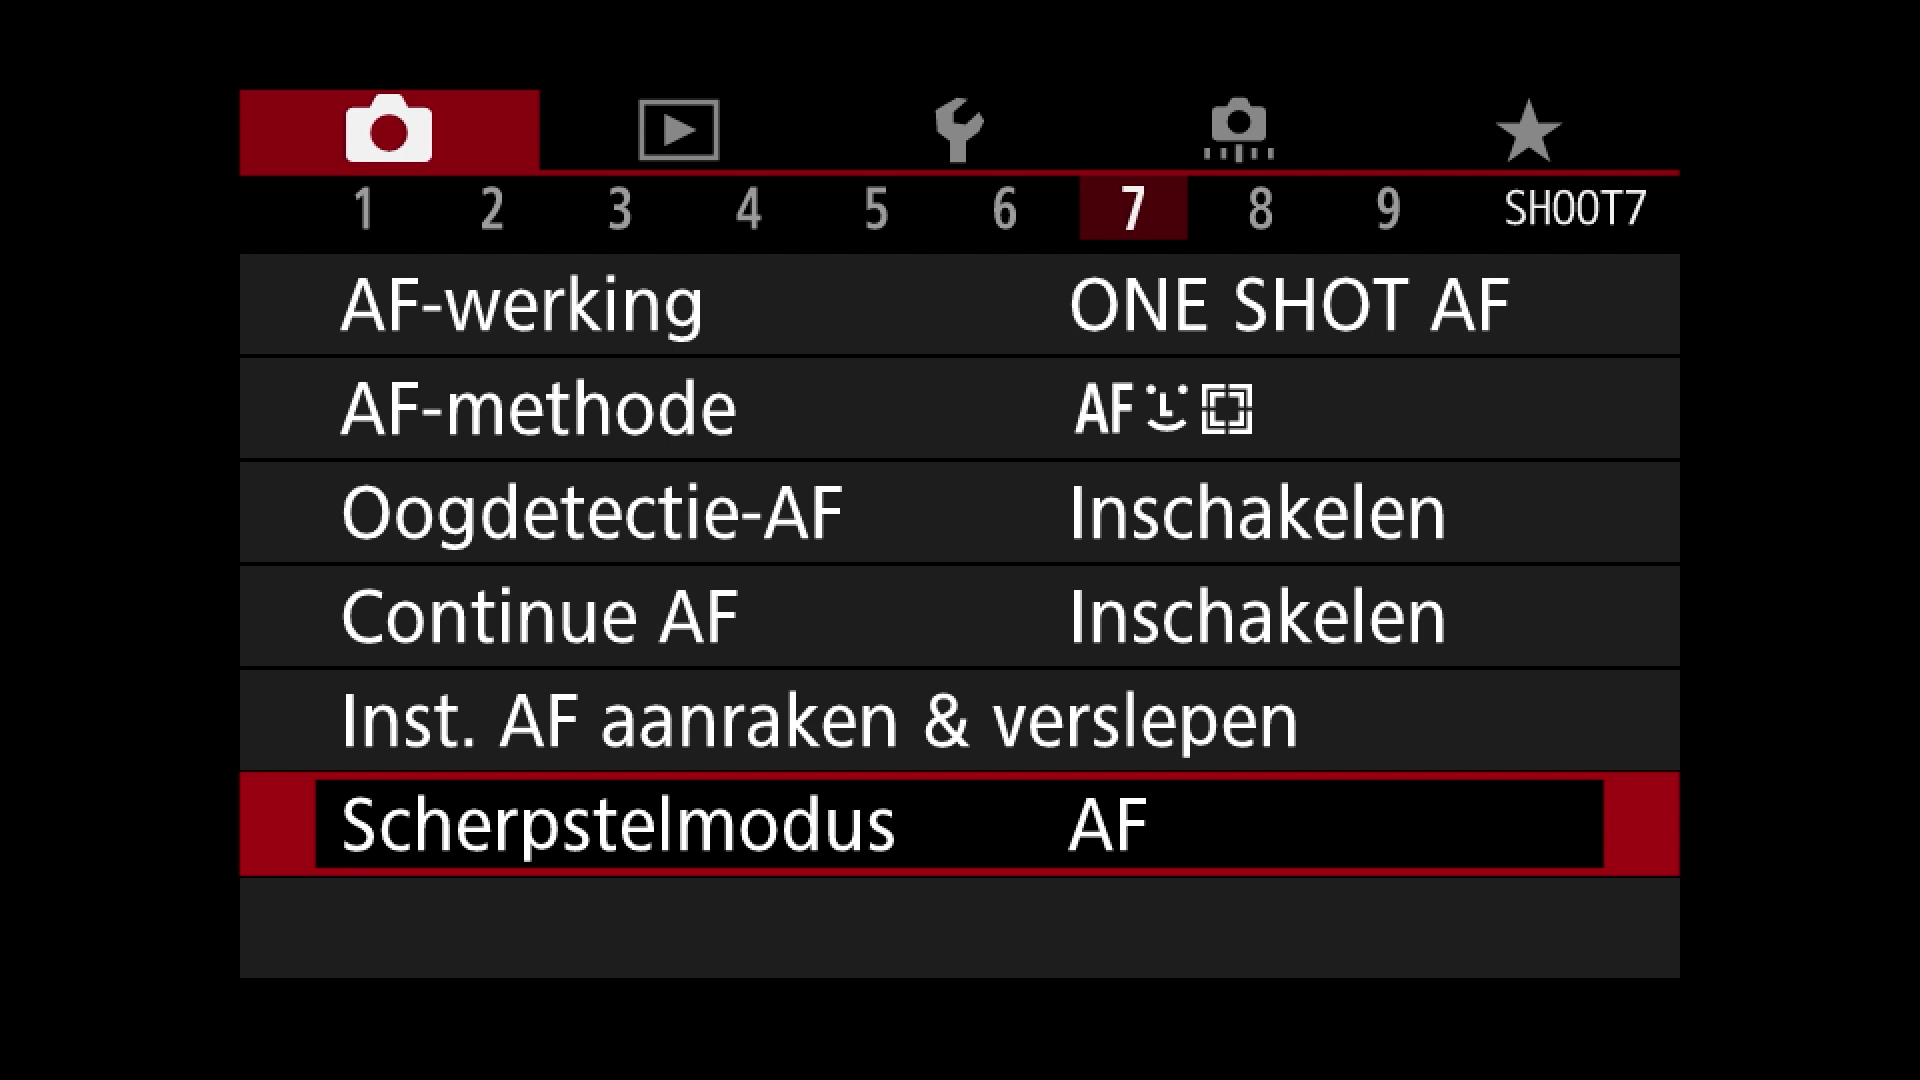 1 2 3 4 5 6 7 8 9 SHOOT7
AF-werking ONE SHOT AF
AF-methode AF
Oogdetectie-AF Inschakelen
Continue AF Inschakelen
Inst. AF aanraken & verslepen
Scherpstelmodus AF